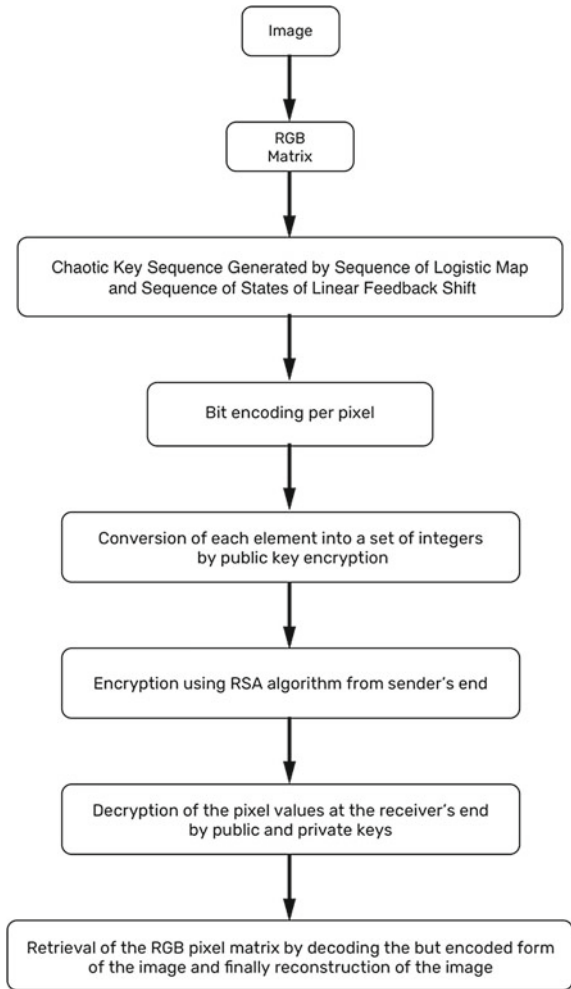 Image
RGB
Matrix
Chaotic Key Sequence Generated by Sequence of Logistic Map
and Sequence of States of Linear Feedback Shift
Bit encoding per pixel
Conversion of each element into a set of integers
by public key encryption
Encryption using RSA algorithm from sender's end
Decryption of the pixel values at the receiver's end
by public and private keys
Retrieval of the RGB pixel matrix by decoding the but encoded form
of the image and finally reconstruction of the image